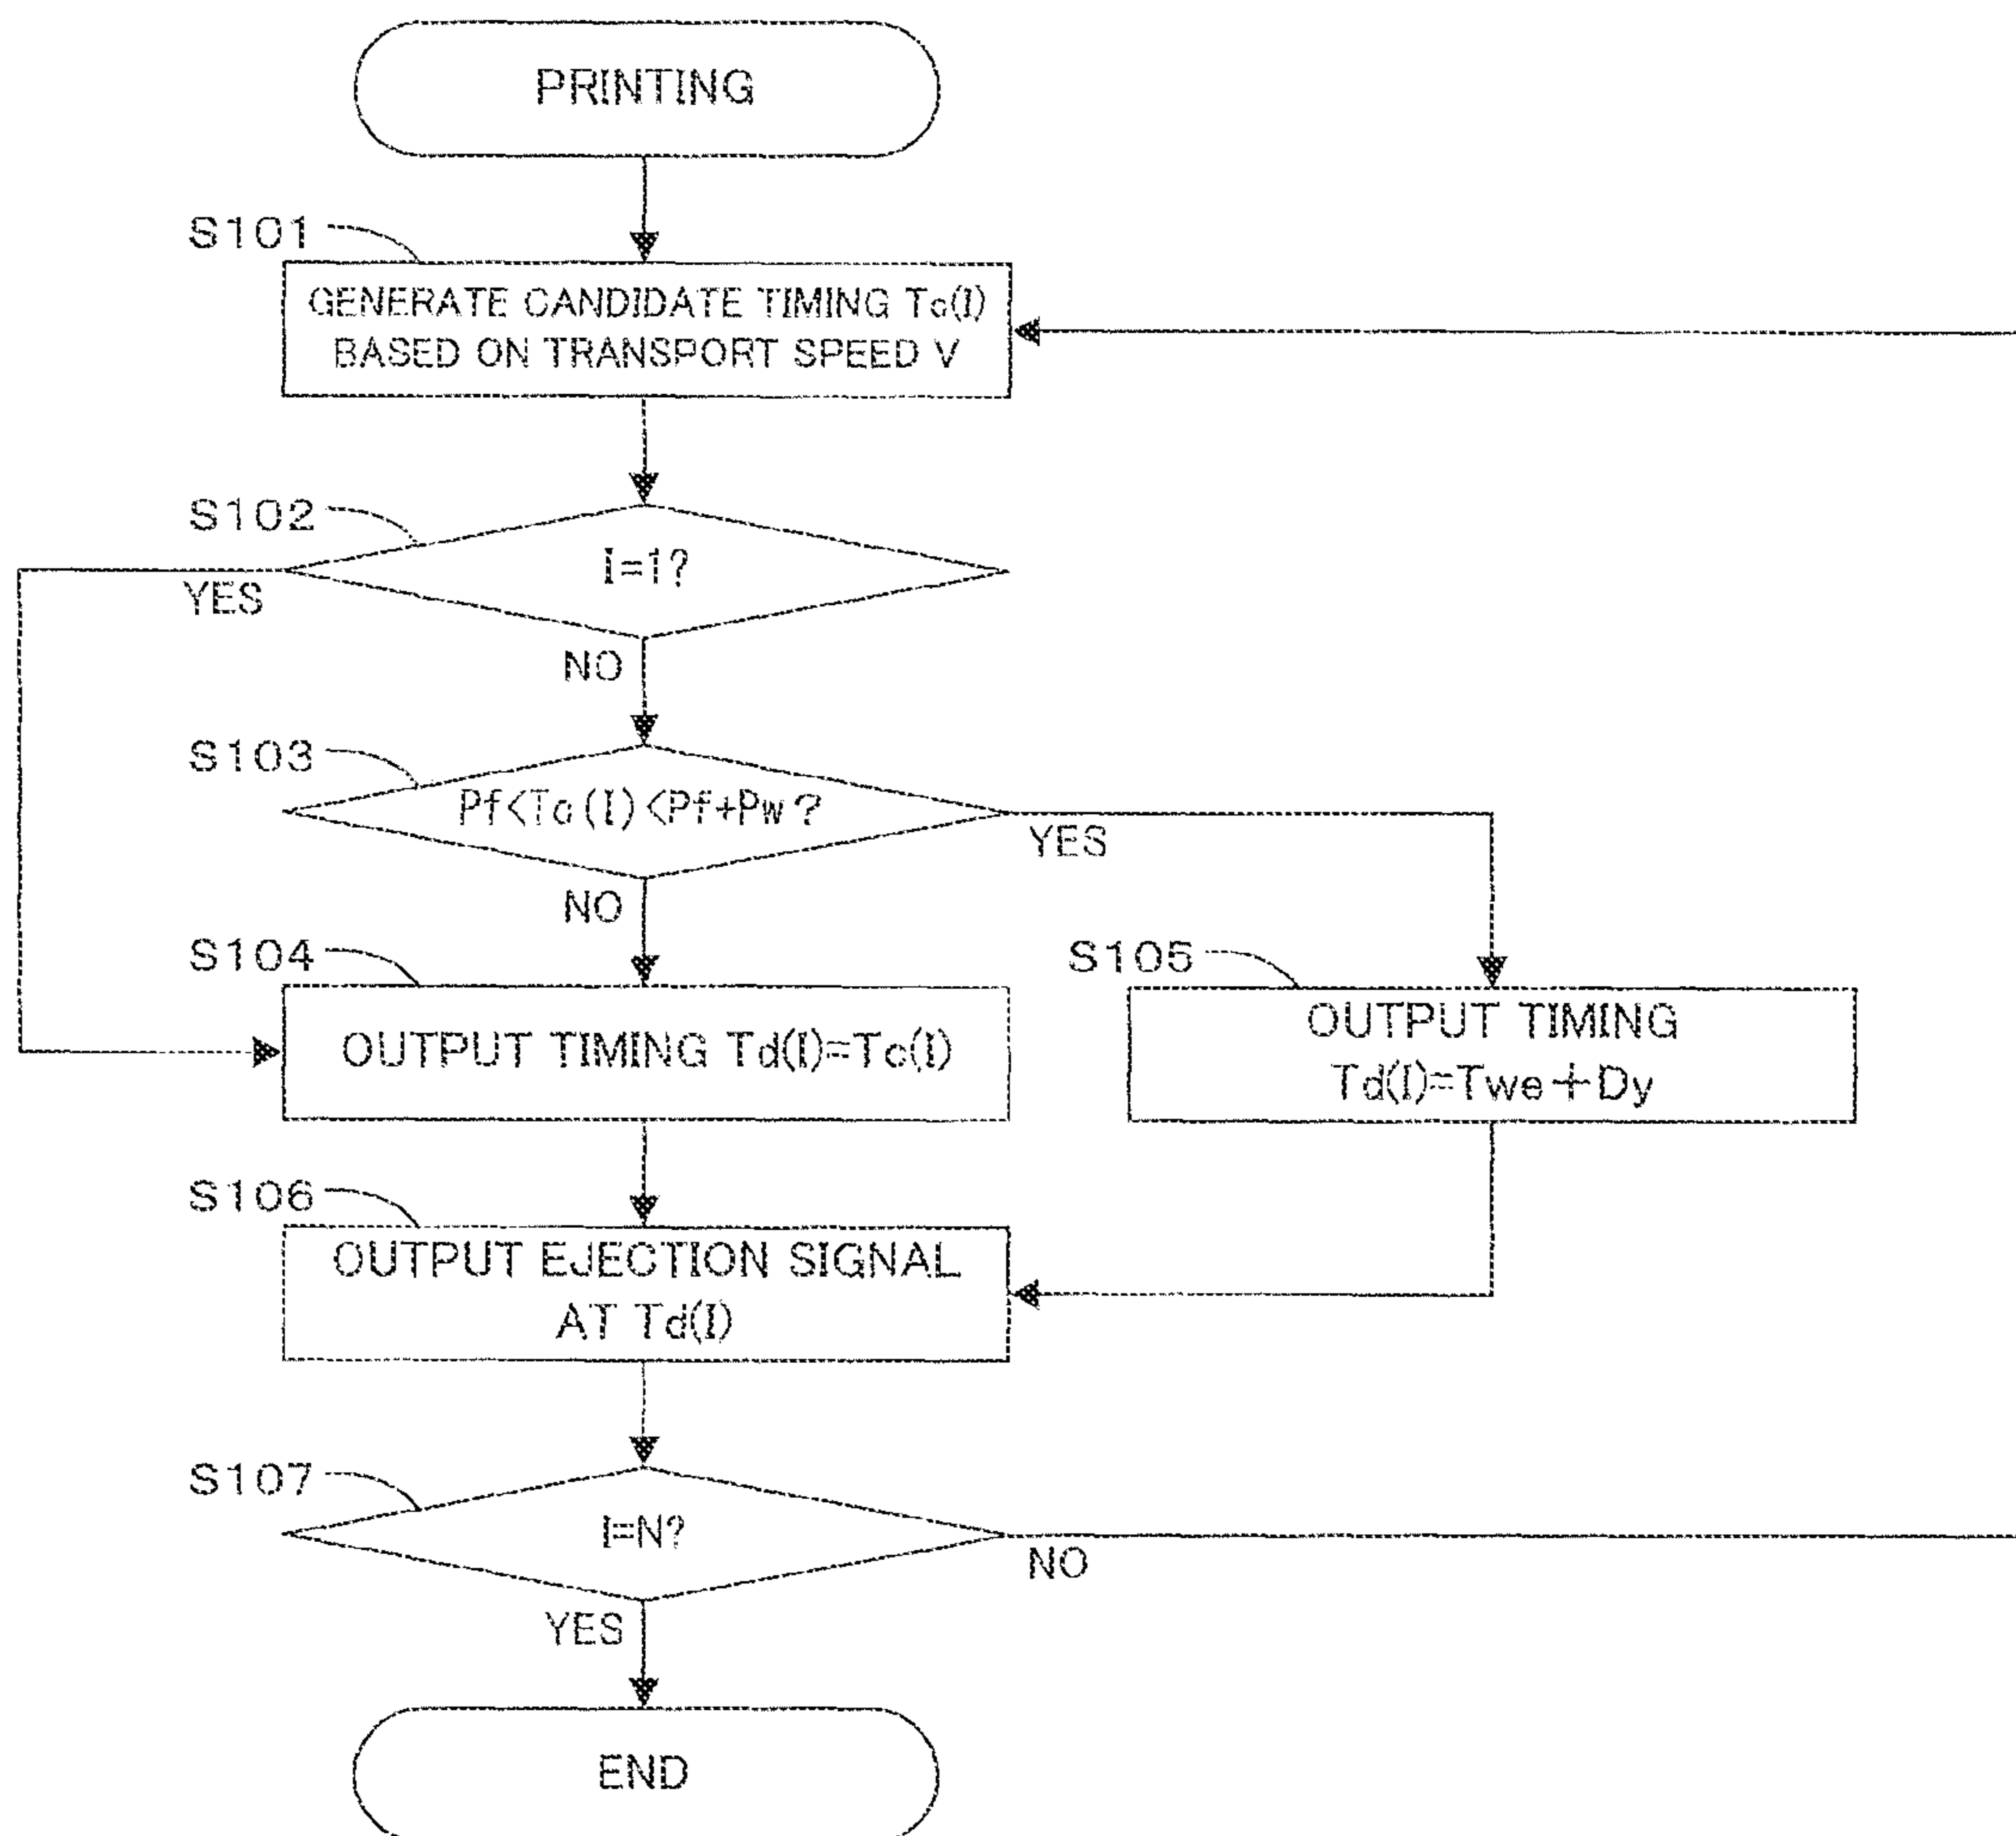 PRINTING
S101
GENERATE CANDIDATE TIMING Tc(I)
BASED ON TRANSPORT SPEED V
S102
I=1?
YES
NO
S103
Pf<Tc(I)<Pf+Pw?
YES
NO
S104
OUTPUT TIMING Td(I)=Tc(I)
S105
OUTPUT TIMING
Td(I)=Twe+Dy
S106
OUTPUT EJECTION SIGNAL
AT Td(I)
S107
I=N?
NO
YES
END